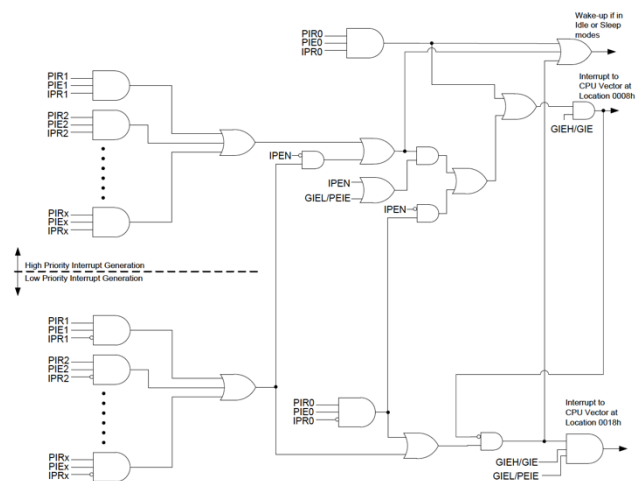 PIR0
PIE0
IPR0
Wake-up if in
Idle or Sleep
modes
PIR1
PIE1
IPR1
Interrupt to
CPU Vector at
Location 0008h
PIR2
PIE2
IPR2
GIEH/GIE
IPEN
IPEN
GIEL/PEIE
IPEN
PIRx
PIEx
IPRx
High Priority Interrupt Generation
Low Priority Interrupt Generation
PIR1
PIE1
IPR1
PIR2
PIE2
IPR2
PIR0
PIE0
IPR0
Interrupt to
CPU Vector at
Location 0018h
PIRx
PIEx
IPRx
GIEH/GIE
GIEL/PEIE